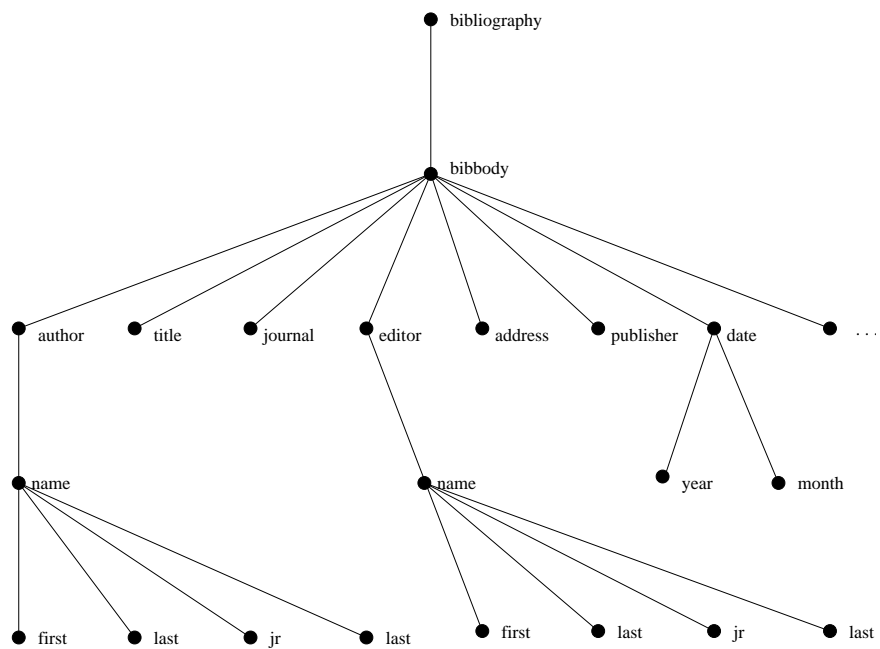 bibliography
bibbody
author title journal editor address publisher date . . .
name name year month
first last jr last first last jr last